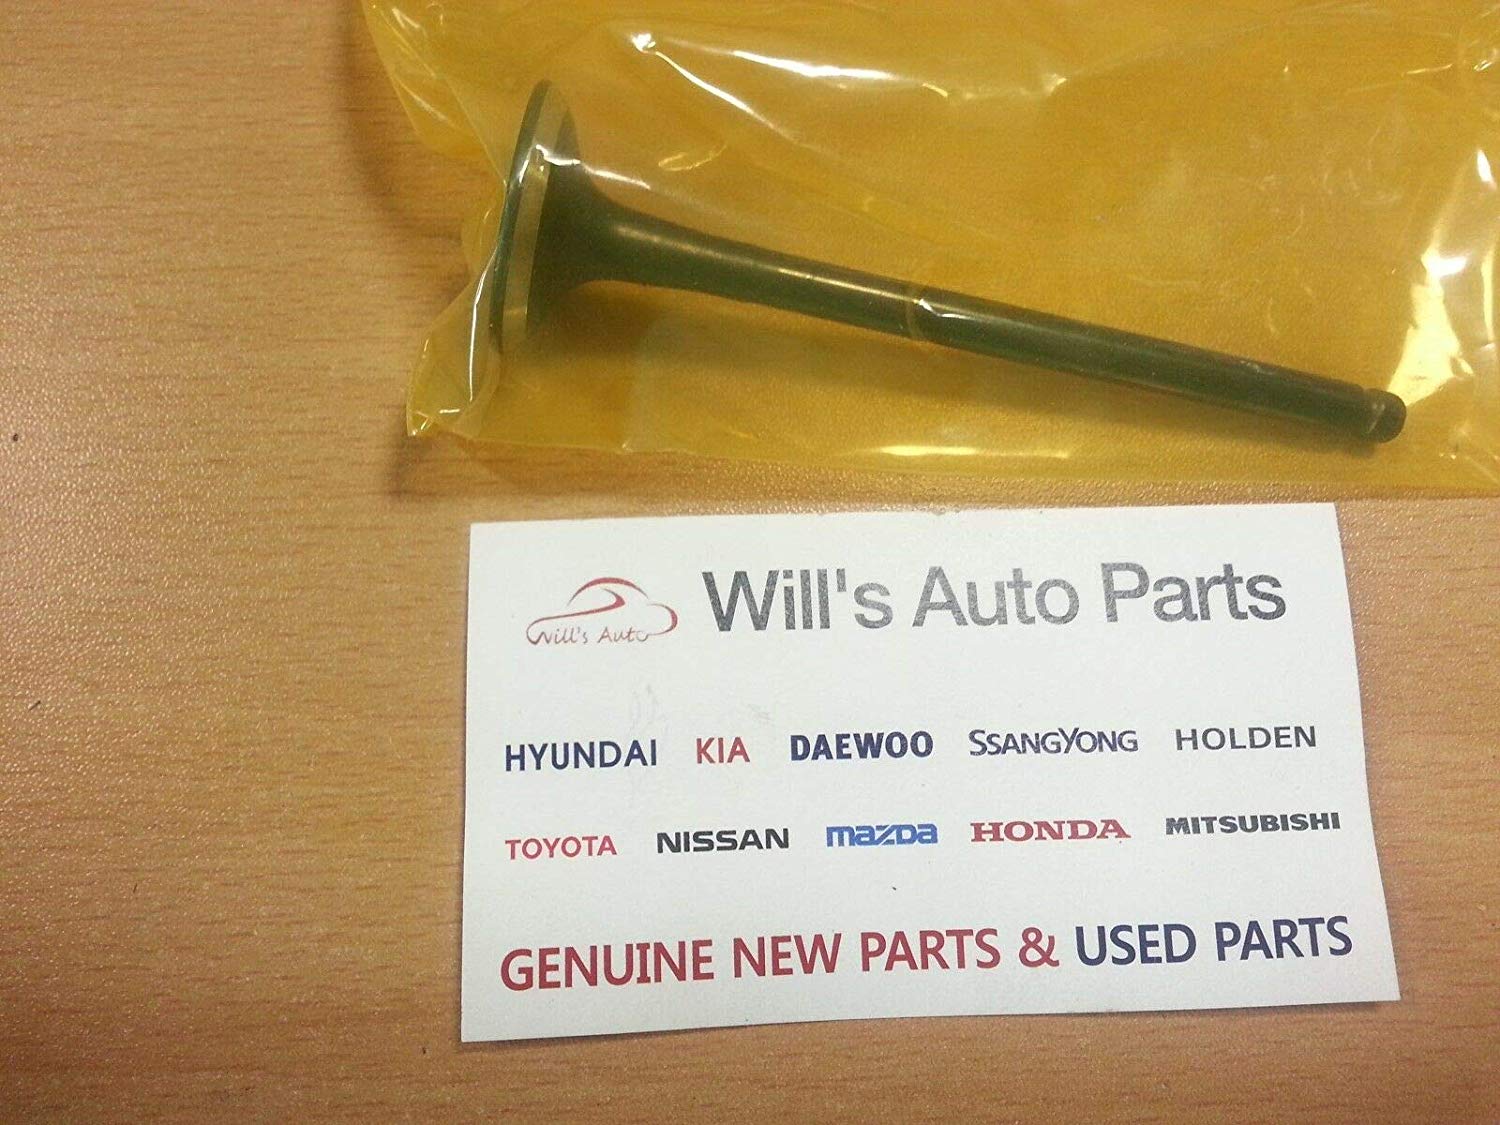 Will's Auto
Will's Auto Parts
HYUNDAI KIA DAEWOO SSANGYONG HOLDEN
TOYOTA NISSAN mazda HONDA MITSUBISHI
GENUINE NEW PARTS & USED PARTS